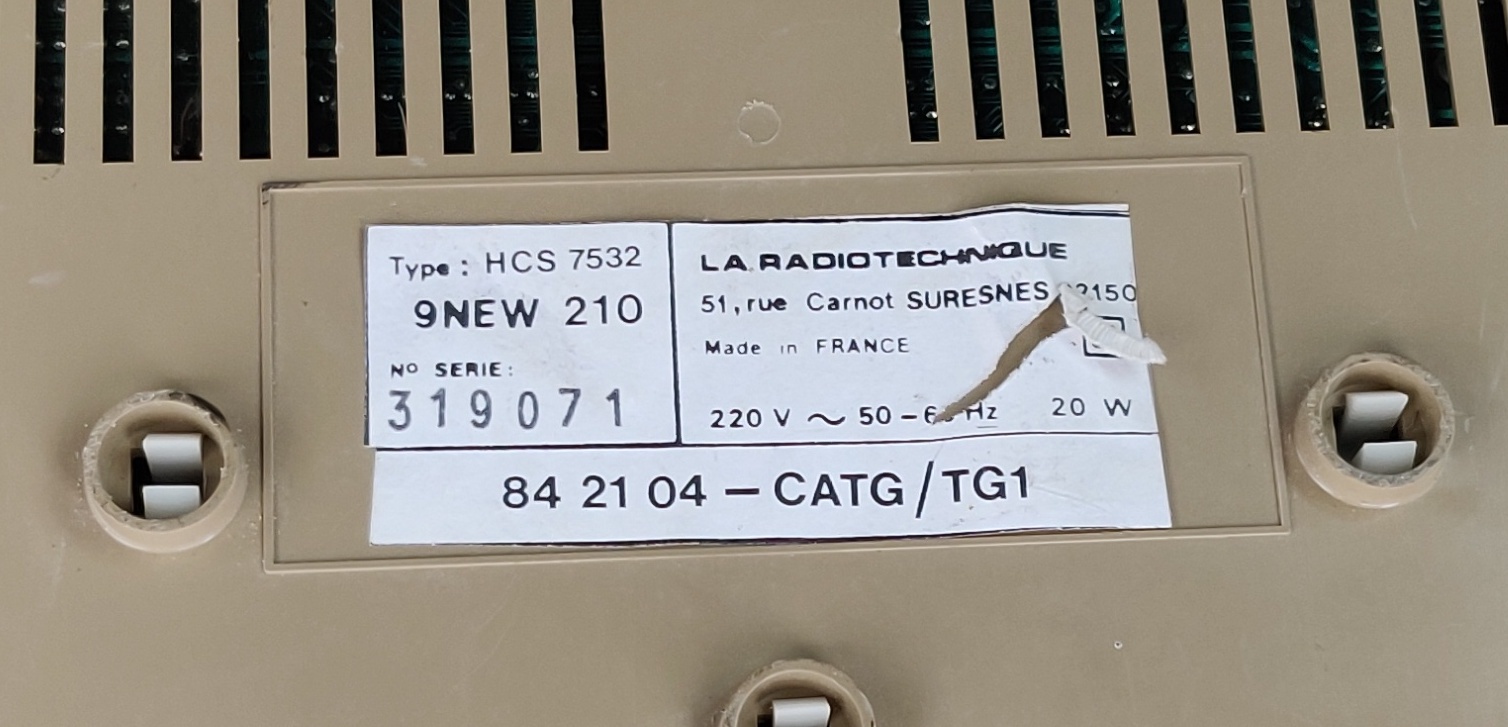 Type: HCS 7532
9NEW 210
No SERIE:
319071
LA RADIOTECHNIQUE
51, rue Carnot SURESNES
Made in FRANCE
220 V ~ 50 – Hz 20 W
84 21 04 – CATG/TG1